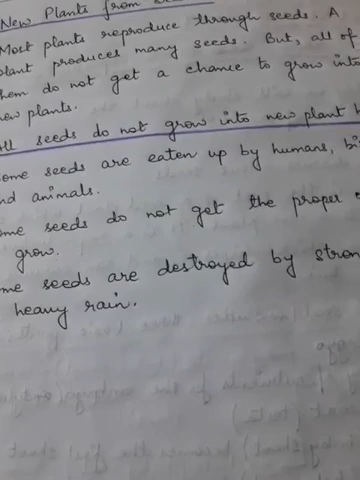 New Plants from
Most plants reproduce through seeds. A
plant produces many seeds. But, all of
them do not get a chance to grow into
new plants.
All seeds do not grow into new plant
some seeds are eaten up by humans,
and animals.
some seeds do not get the proper
grow.
some seeds are destroyed by
heavy rain.